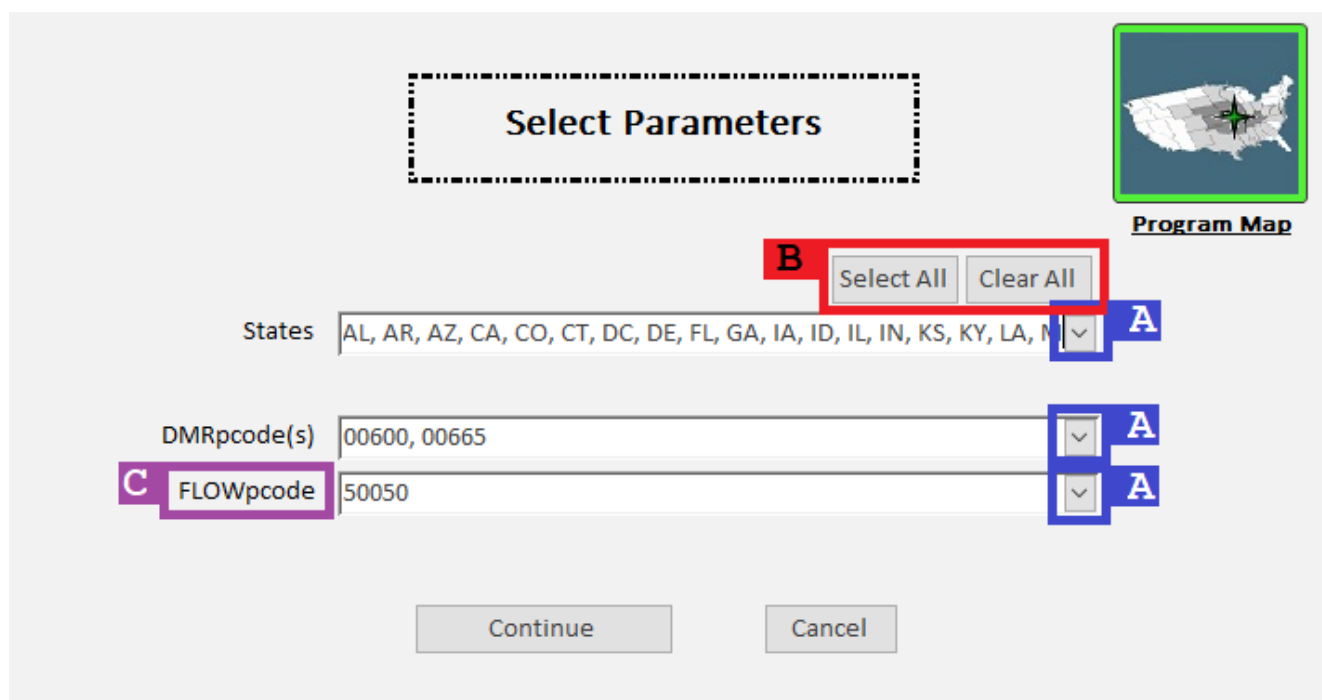 Select Parameters
Program Map
B
Select All Clear All
States AL, AR, AZ, CA, CO, CT, DC, DE, FL, GA, IA, ID, IL, IN, KS, KY, LA, A
DMRpcode(s) 00600, 00665 A
C FLOWpcode 50050 A
Continue Cancel